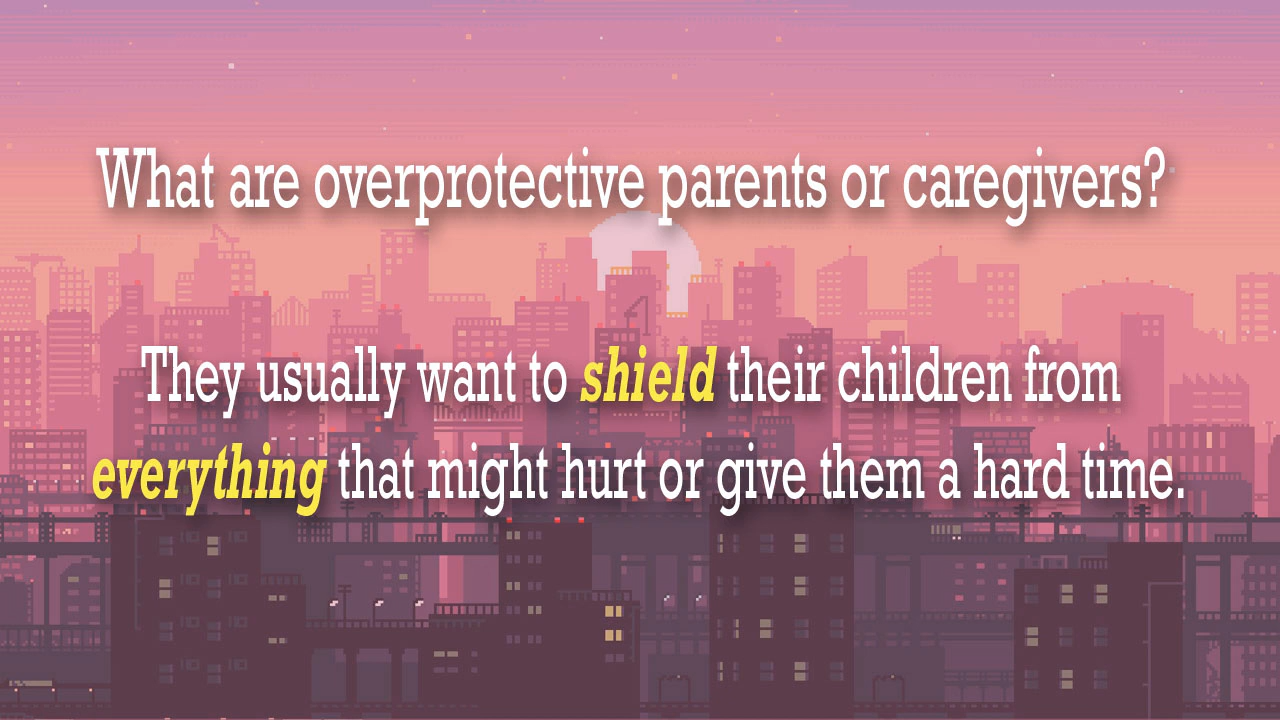 What are overprotective parents or caregivers?
They usually want to shield their children from
everything that might hurt or give them a hard time.